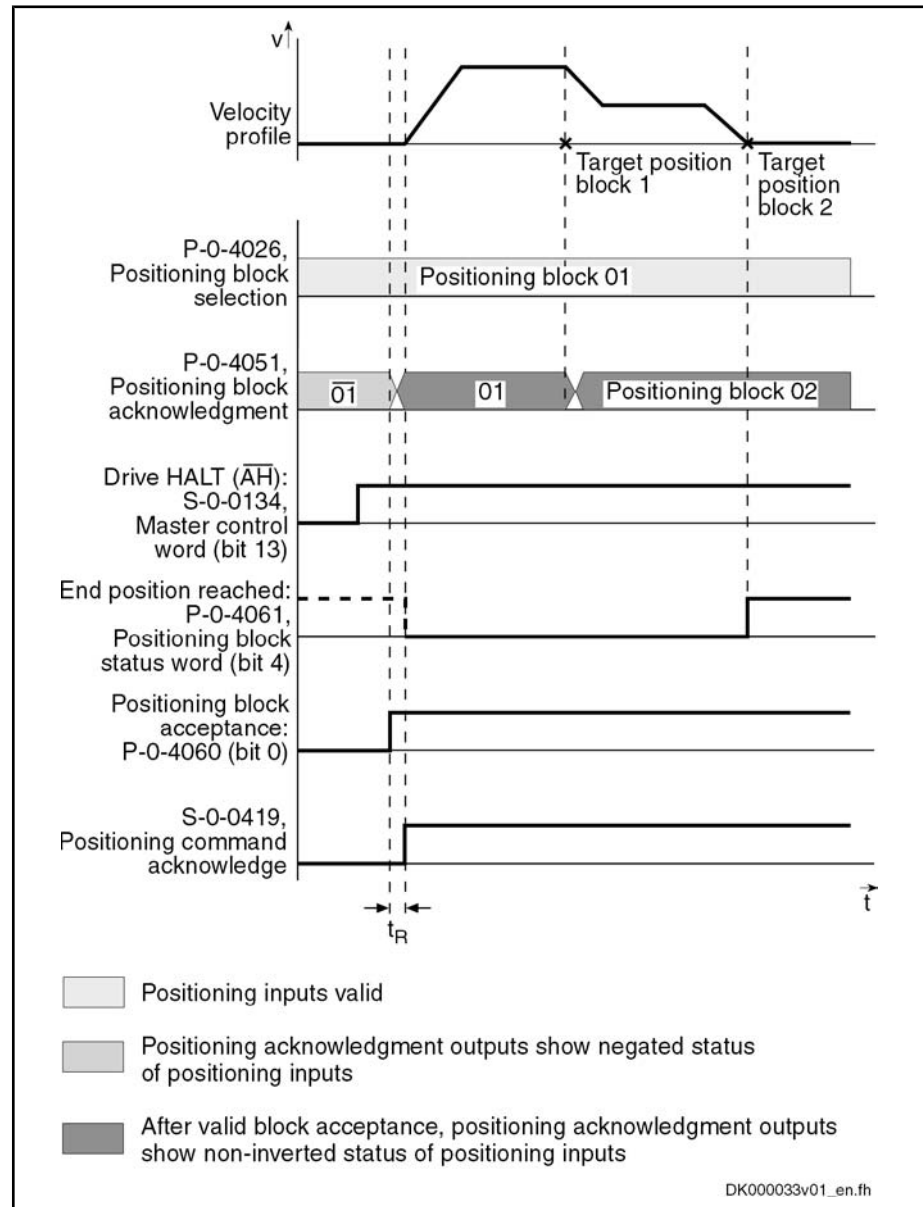 v
Velocity
profile
Target position
block 1
Target
position
block 2
P-0-4026,
Positioning block
selection
Positioning block 01
P-0-4051,
Positioning block
acknowledgment
0̅1̅
01
Positioning block 02
Drive HALT (A̅H̅):
S-0-0134,
Master control
word (bit 13)
End position reached:
P-0-4061,
Positioning block
status word (bit 4)
Positioning block
acceptance:
P-0-4060 (bit 0)
S-0-0419,
Positioning command
acknowledge
t
tR
Positioning inputs valid
Positioning acknowledgment outputs show negated status
of positioning inputs
After valid block acceptance, positioning acknowledgment outputs
show non-inverted status of positioning inputs
DK000033v01_en.fh